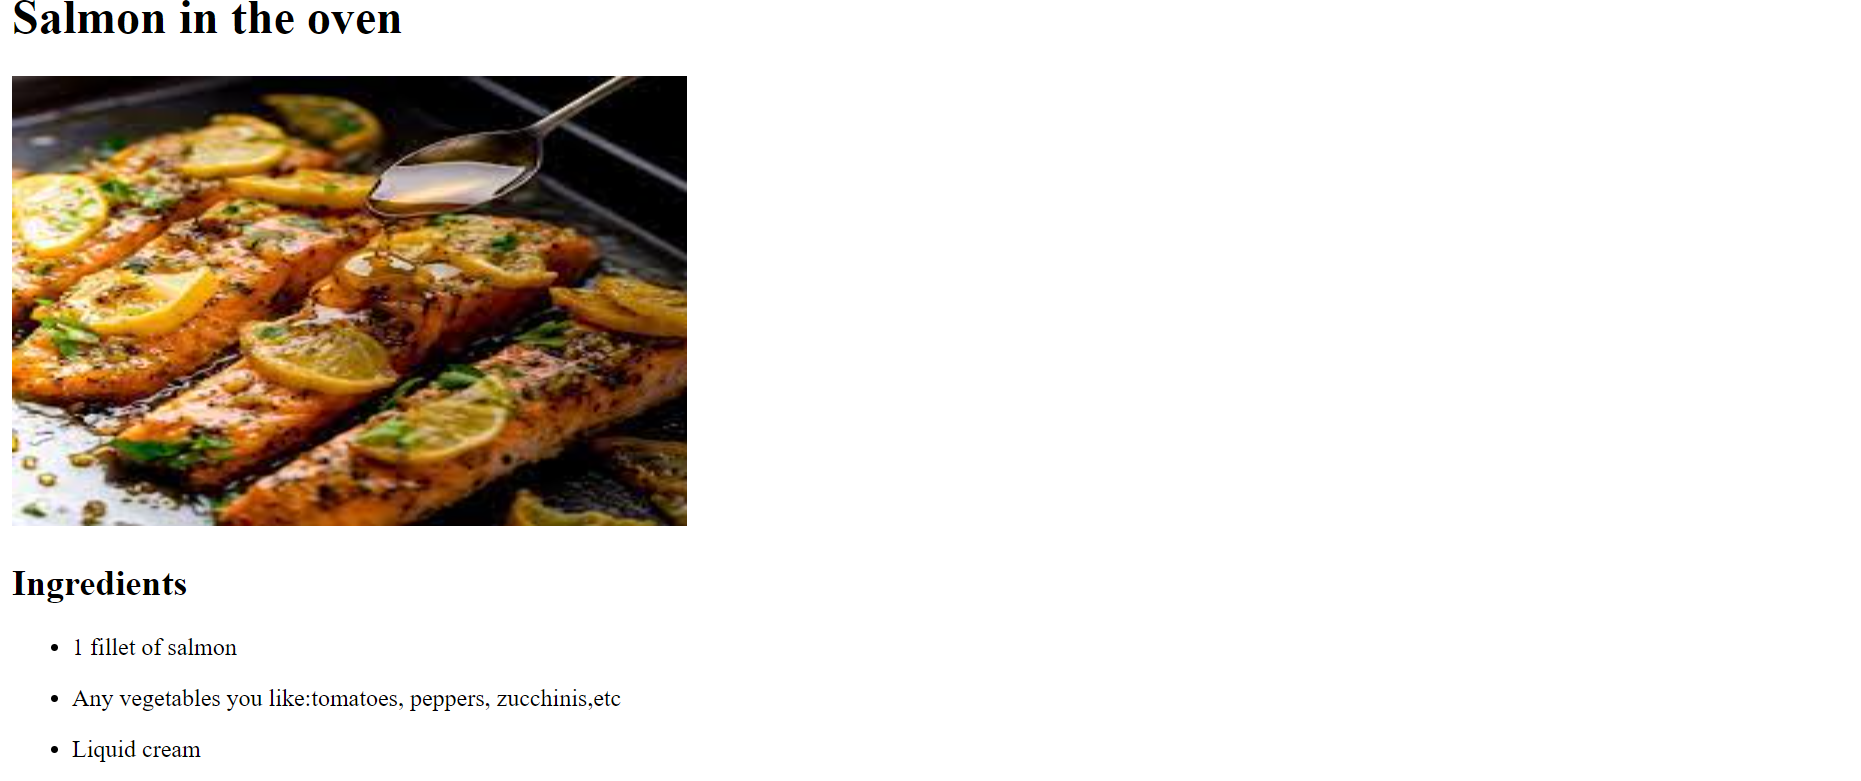 Salmon in the oven
Ingredients
1 fillet of salmon
Any vegetables you like:tomatoes, peppers, zucchinis,etc
Liquid cream